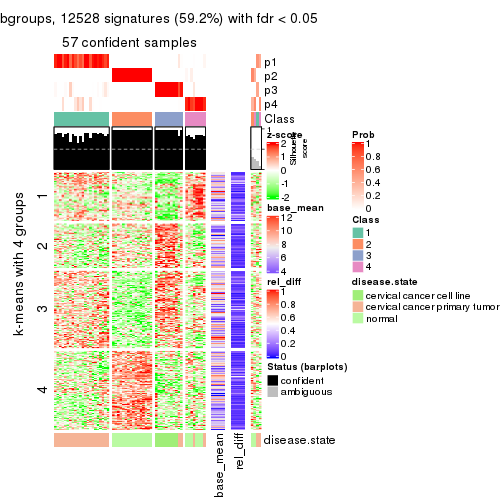 bgroups, 12528 signatures (59.2%) with fdr < 0.05
57 confident samples
p1
p2
p3
p4
Class
1
Silhouette
score
k-means with 4 groups
1
2
3
4
z-score
2
1
0
-1
-2
base_mean
12
10
8
6
4
rel_diff
1
0.8
0.6
0.4
0.2
0
Status (barplots)
confident
ambiguous
Prob
1
0.8
0.6
0.4
0.2
0
Class
1
2
3
4
disease.state
cervical cancer cell line
cervical cancer primary tumor
normal
disease.state
base_mean
rel_diff